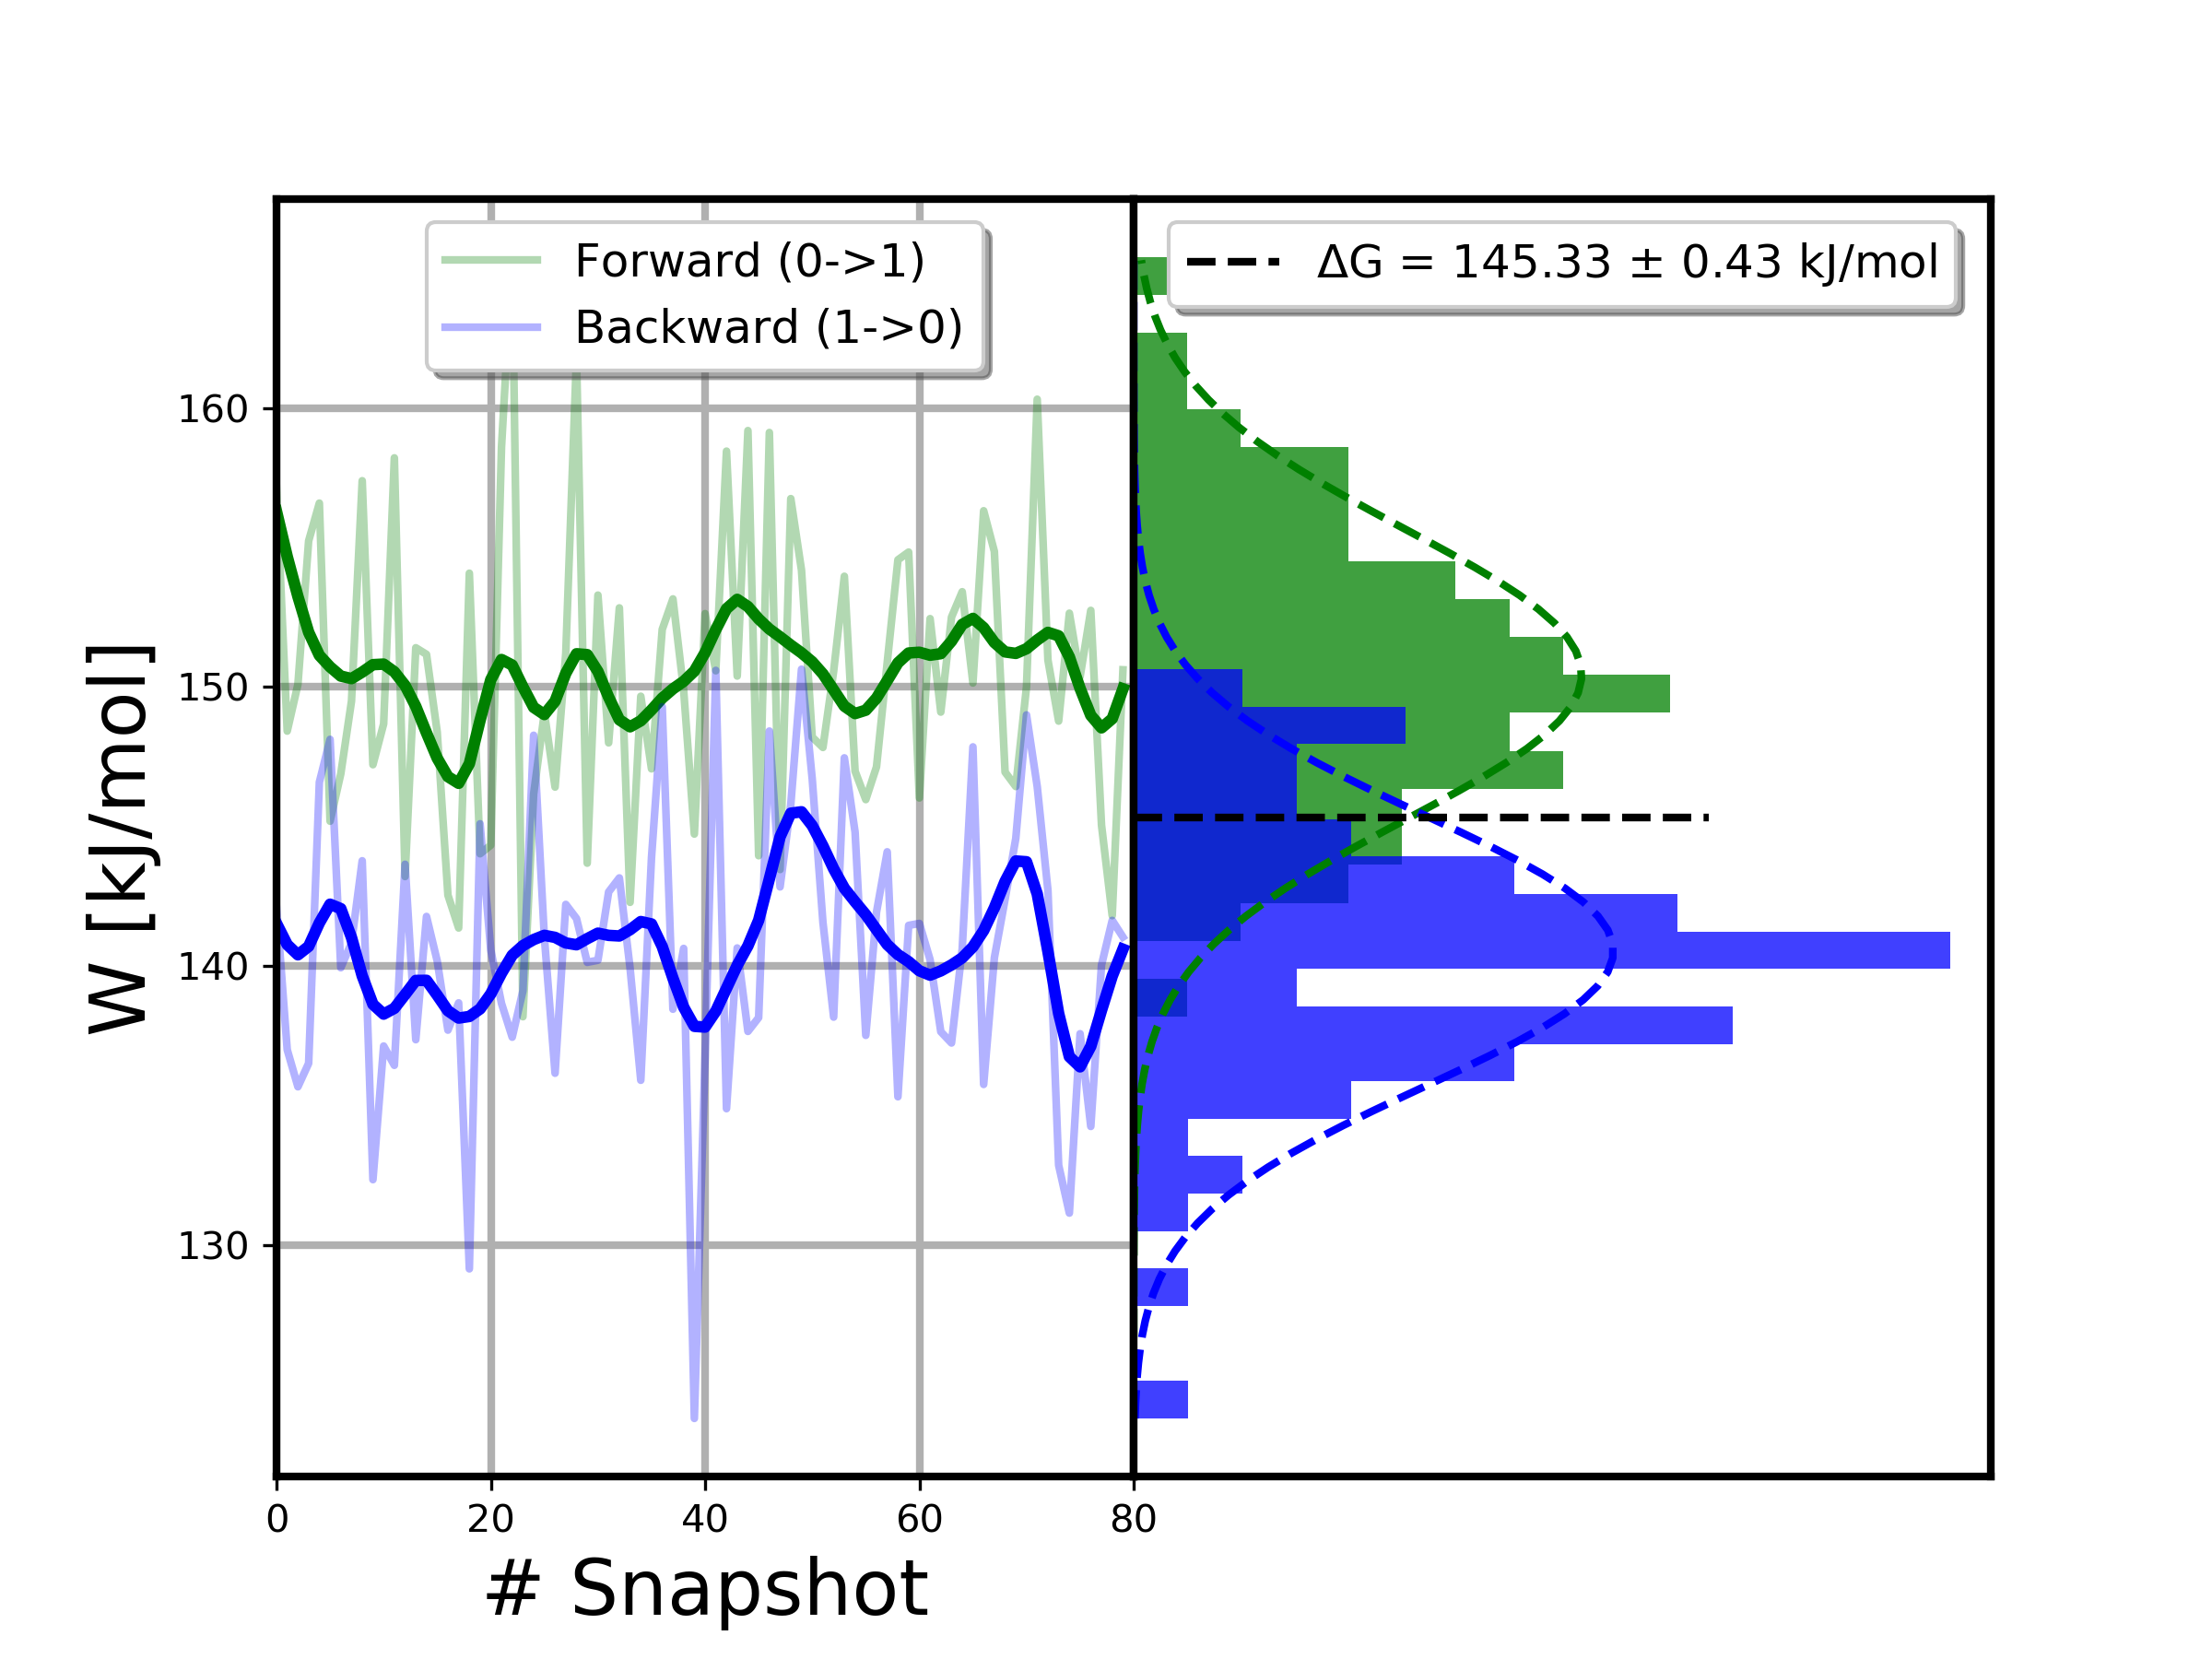 Forward (0->1)
Backward (1->0)
ΔG = 145.33 ± 0.43 kJ/mol
160
150
140
130
W [kJ/mol]
0
20
40
60
80
# Snapshot